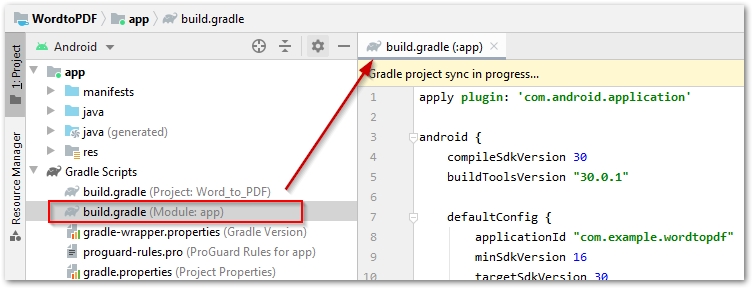 WordtoPDF app build.gradle
1: Project
Resource Manager
Android
app
manifests
java
java (generated)
res
Gradle Scripts
build.gradle (Project: Word_to_PDF)
build.gradle (Module: app)
gradle-wrapper.properties (Gradle Version)
proguard-rules.pro (ProGuard Rules for app)
gradle.properties (Project Properties)
build.gradle (:app)
Gradle project sync in progress...
1 apply plugin: 'com.android.application'
2
3 android {
4 compileSdkVersion 30
5 buildToolsVersion "30.0.1"
6
7 defaultConfig {
8 applicationId "com.example.wordtopdf"
9 minSdkVersion 16
10 targetSdkVersion 30